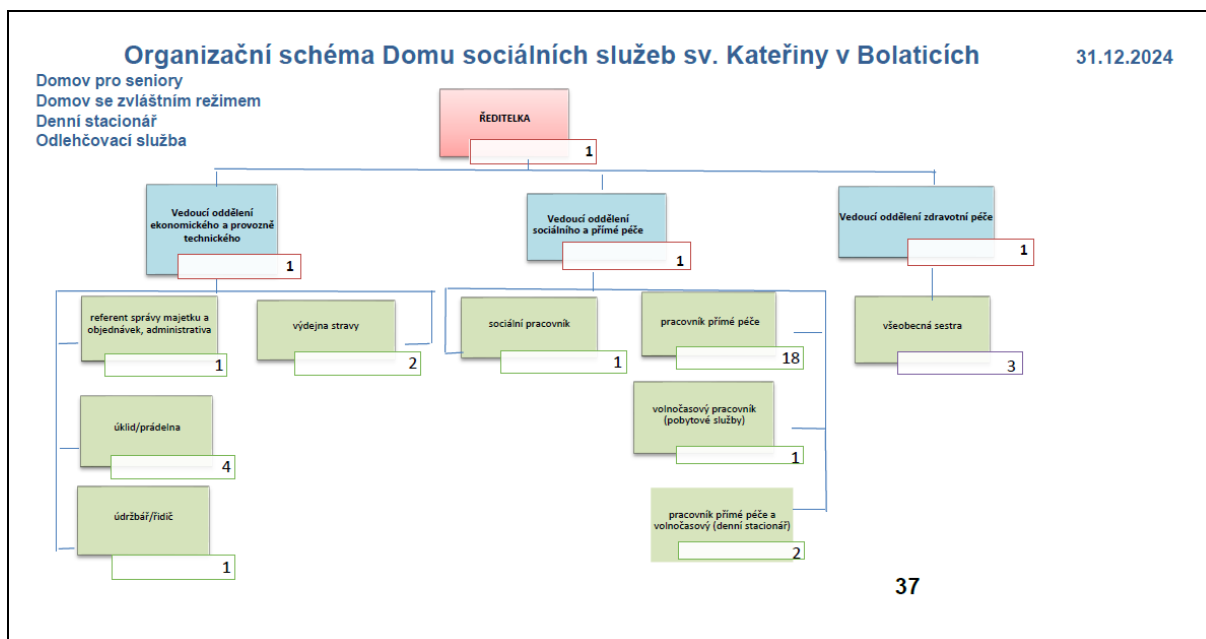 Organizační schéma Domu sociálních služeb sv. Kateřiny v Bolaticích
31.12.2024
Domov pro seniory
Domov se zvláštním režimem
Denní stacionář
Odlehčovací služba
ŘEDITELKA
1
Vedoucí oddělení
ekonomického a provozně
technického
1
Vedoucí oddělení
sociálního a přímé péče
1
Vedoucí oddělení zdravotní péče
1
referent správy majetku a
objednávek, administrativa
1
výdejna stravy
2
sociální pracovník
1
pracovník přímé péče
18
všeobecná sestra
3
úklid/prádelna
4
volnočasový pracovník
(pobytové služby)
1
údržbář/řidič
1
pracovník přímé péče a
volnočasový (denní stacionář)
2
37